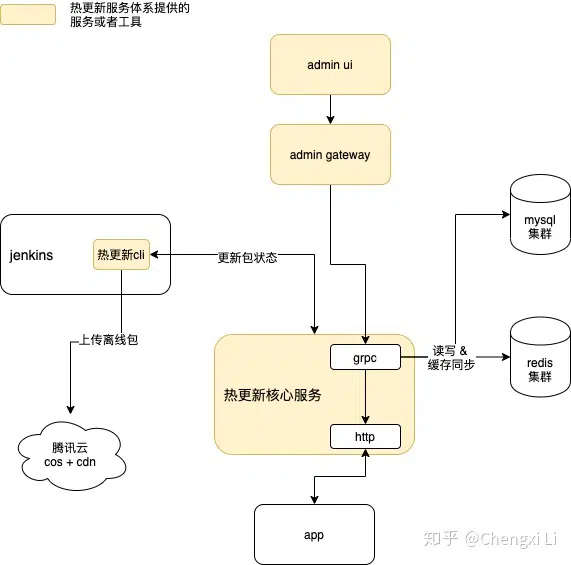 热更新服务体系提供的
服务或者工具
admin ui
admin gateway
mysql
集群
jenkins
热更新cli
更新包状态
上传离线包
grpc
读写 &
缓存同步
redis
集群
热更新核心服务
http
腾讯云
cos + cdn
app
知乎 @Chengxi Li